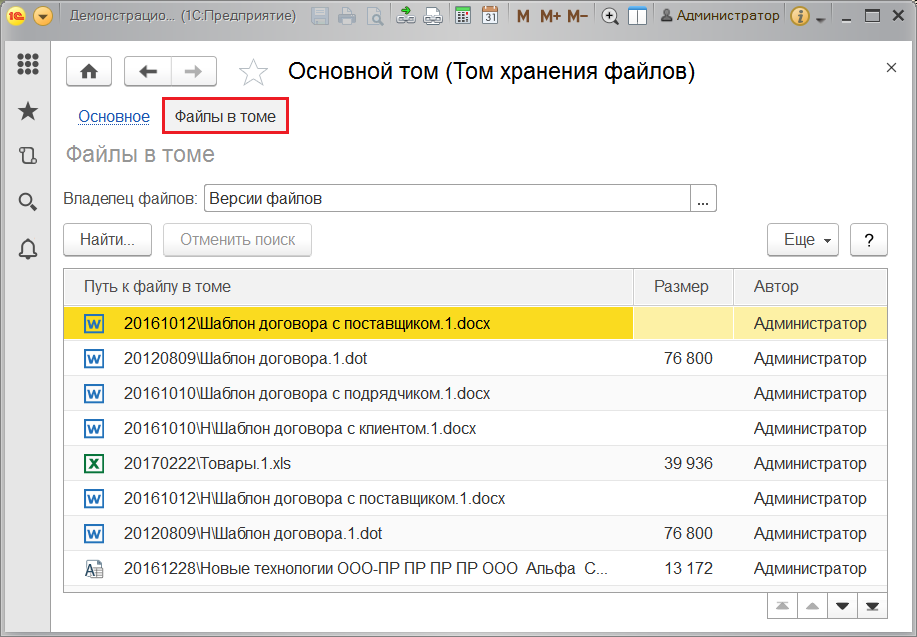 1С Демонстрацио... (1С:Предприятие) 31 M M+ M− Администратор i
Основной том (Том хранения файлов)
Основное Файлы в томе
Файлы в томе
Владелец файлов: Версии файлов ...
Найти... Отменить поиск Еще ?
Путь к файлу в томе Размер Автор
W 20161012\Шаблон договора с поставщиком.1.docx Администратор
W 20120809\Шаблон договора.1.dot 76 800 Администратор
W 20161010\Шаблон договора с подрядчиком.1.docx Администратор
W 20161010\Н\Шаблон договора с клиентом.1.docx Администратор
X 20170222\Товары.1.xls 39 936 Администратор
W 20161012\Н\Шаблон договора с поставщиком.1.docx Администратор
W 20120809\Н\Шаблон договора.1.dot 76 800 Администратор
A 20161228\Новые технологии ООО-ПР ПР ПР ПР ООО Альфа С... 13 172 Администратор